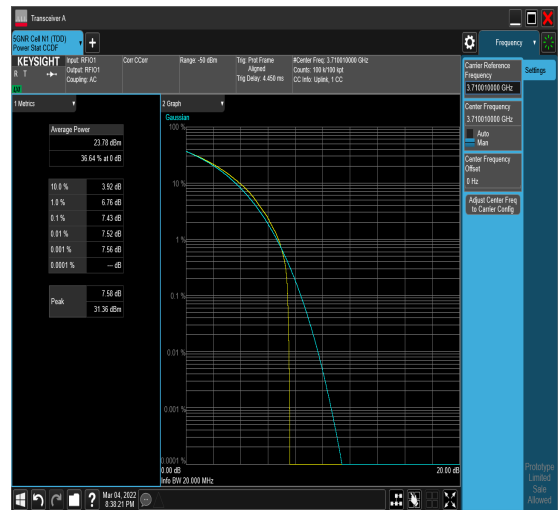 Transceiver A
5GNR Cell N1 (TDD)
Power Stat CCDF
Frequency
KEYSIGHT
R T
Input: RFIO1
Output: RFIO1
Coupling: AC
Corr CCorr
Range: -50 dBm
Trig: Prot Frame
Aligned
Trig Delay: 4.450 ms
#Center Freq: 3.710010000 GHz
Counts: 100 k/100 kpt
CC Info: Uplink, 1 CC
LXI
1 Metrics
Average Power
23.78 dBm
36.64 % at 0 dB
10.0 % 3.92 dB
1.0 % 6.76 dB
0.1 % 7.43 dB
0.01 % 7.52 dB
0.001 % 7.56 dB
0.0001 % --- dB
Peak
7.58 dB
31.36 dBm
2 Graph
Gaussian
100 %
10 %
1 %
0.1 %
0.01 %
0.001 %
0.0001 %
0.00 dB
20.00 dB
Info BW 20.000 MHz
Carrier Reference
Frequency
3.710010000 GHz
Center Frequency
3.710010000 GHz
Auto
Man
Center Frequency
Offset
0 Hz
Adjust Center Freq
to Carrier Config
Settings
Prototype
Limited
Sale
Allowed
?
Mar 04, 2022
8:38:21 PM